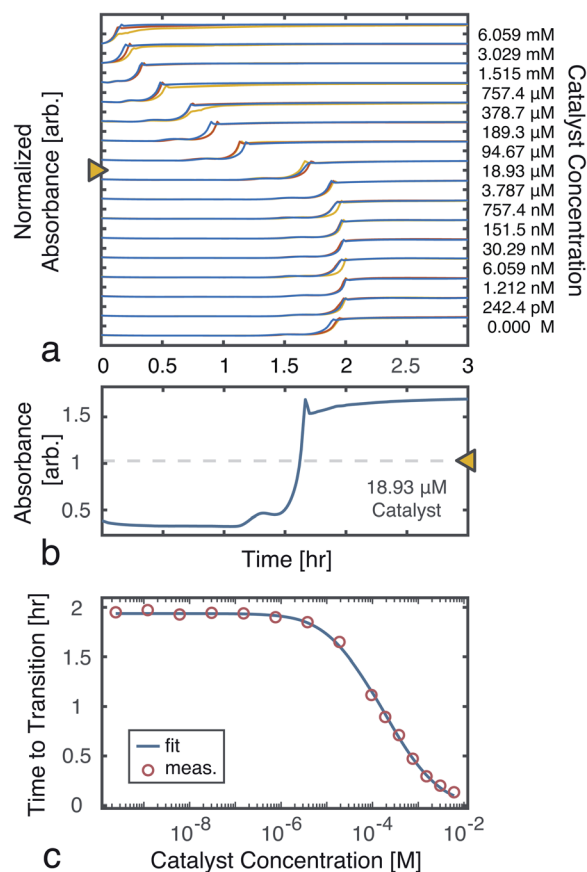 6.059 mM
3.029 mM
1.515 mM
757.4 µM
378.7 µM
189.3 µM
94.67 µM
18.93 µM
3.787 µM
757.4 nM
151.5 nM
30.29 nM
6.059 nM
1.212 nM
242.4 pM
0.000 M
Catalyst Concentration
Normalized
Absorbance [arb.]
a
0 0.5 1 1.5 2 2.5 3
1.5
1
0.5
Absorbance
[arb.]
18.93 µM
Catalyst
b
Time [hr]
2
1.5
1
0.5
0
Time to Transition [hr]
fit
meas.
10⁻⁸ 10⁻⁶ 10⁻⁴ 10⁻²
c
Catalyst Concentration [M]